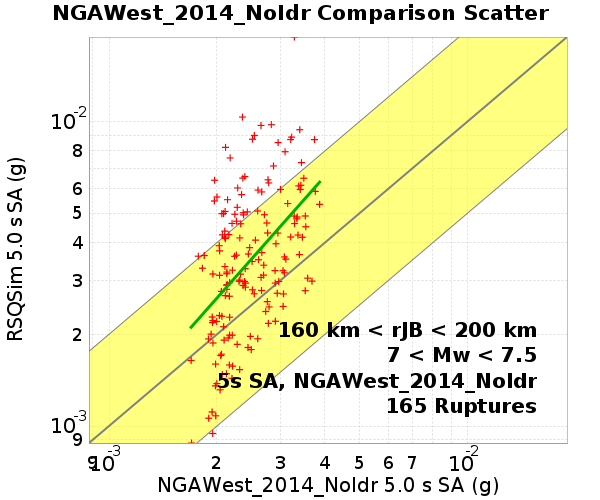 NGAWest_2014_NoIdr Comparison Scatter
RSQSim 5.0 s SA (g)
10-2
8
6
5
4
3
2
10-3
9
160 km < rJB < 200 km
7 < Mw < 7.5
5s SA, NGAWest_2014_NoIdr
165 Ruptures
9 10-3 2 3 4 5 6 7 10-2
NGAWest_2014_NoIdr 5.0 s SA (g)